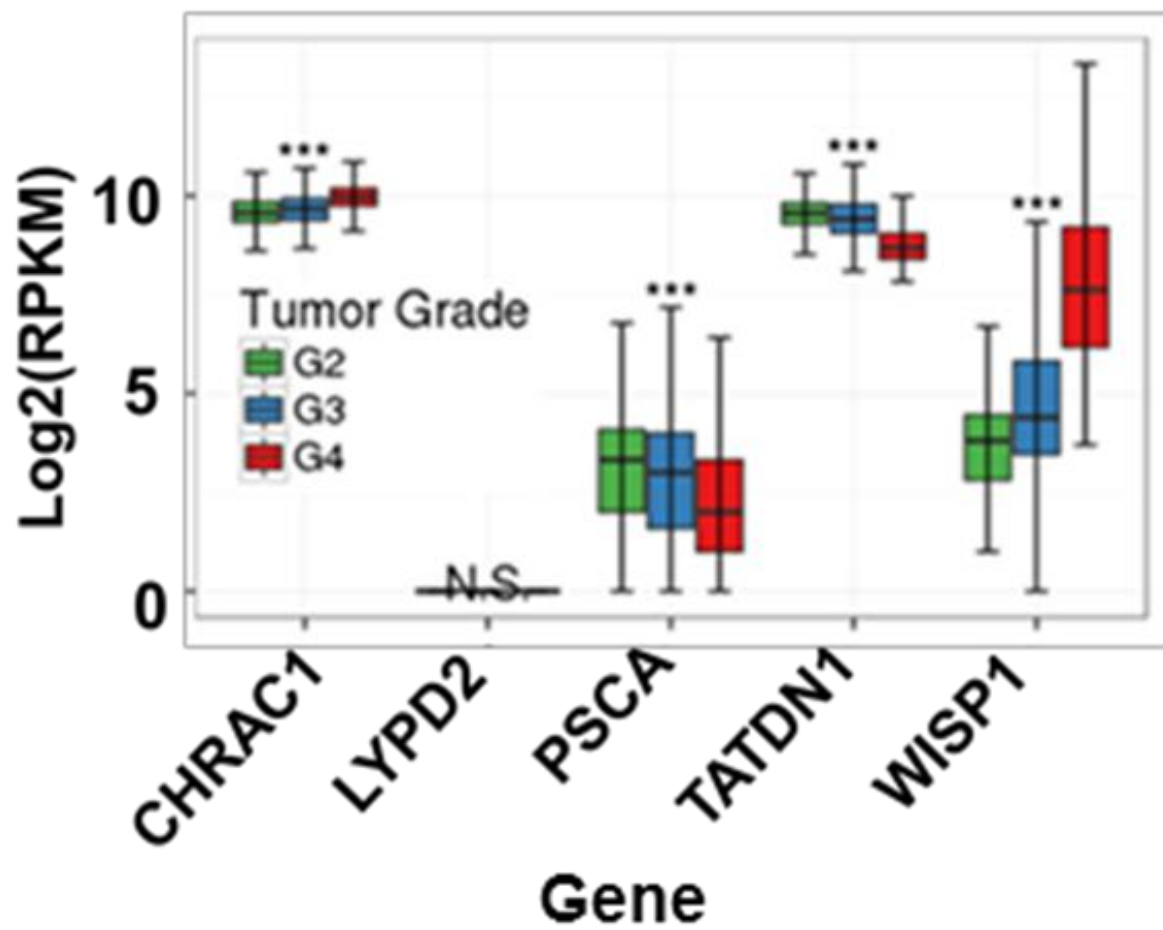 Log2(RPKM)
10
5
0
***
***
***
***
Tumor Grade
G2
G3
G4
N.S.
CHRAC1
LYPD2
PSCA
TATDN1
WISP1
Gene